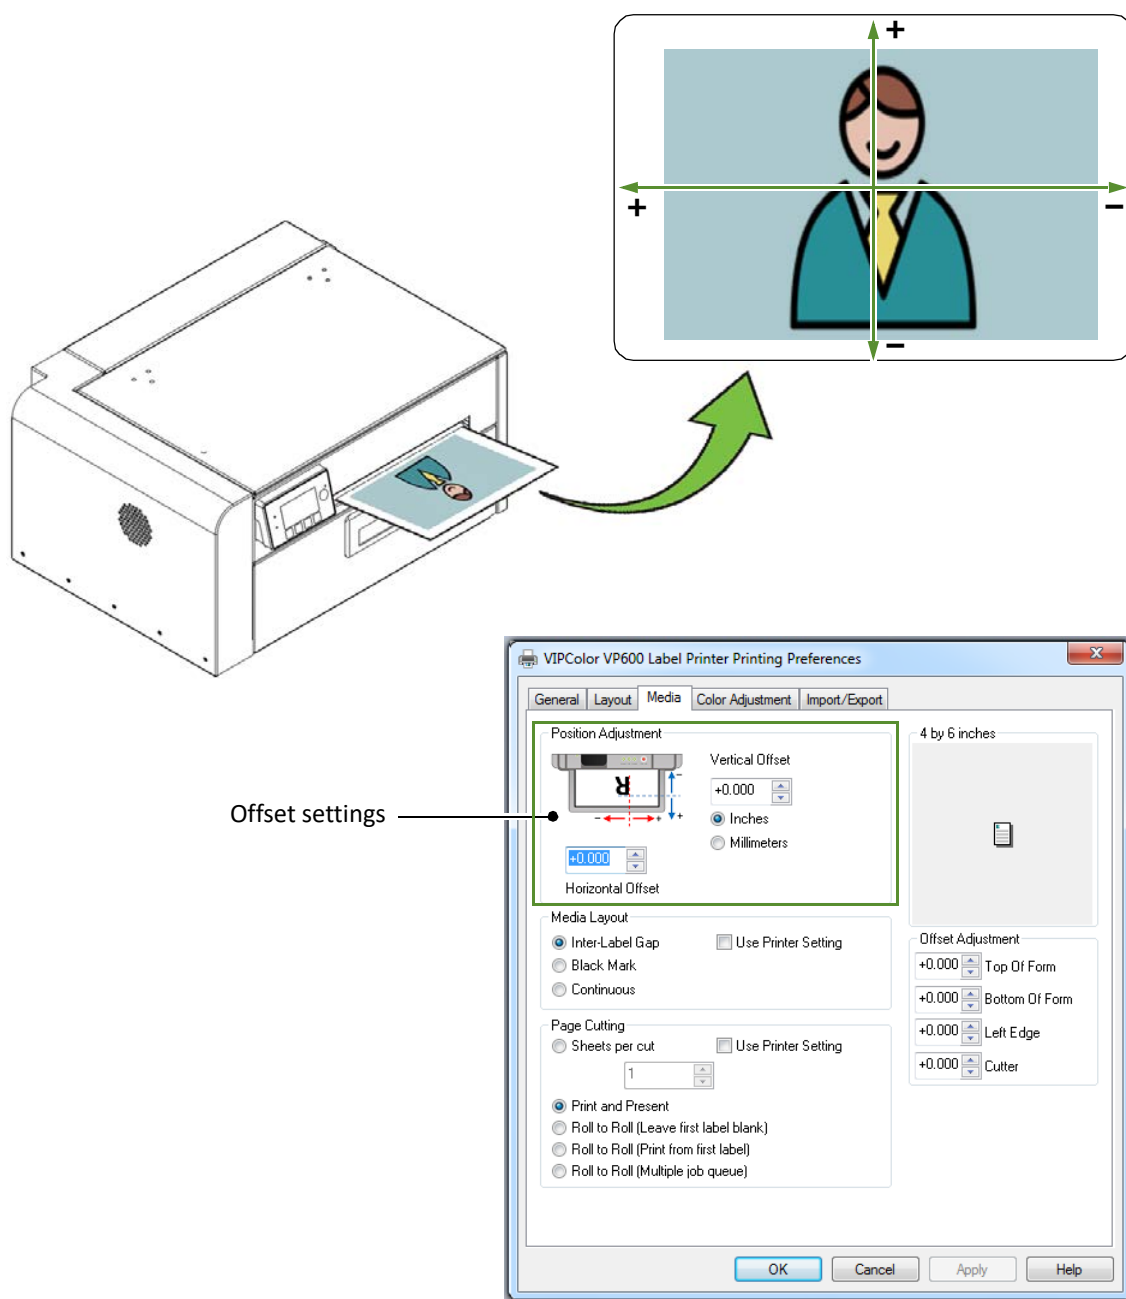 +
+
−
−
VIPColor VP600 Label Printer Printing Preferences
General Layout Media Color Adjustment Import/Export
Position Adjustment
R
−
− +
+
Vertical Offset
+0.000
Inches
Millimeters
+0.000
Horizontal Offset
Offset settings
4 by 6 inches
Media Layout
Inter-Label Gap Use Printer Setting
Black Mark
Continuous
Offset Adjustment
+0.000 Top Of Form
+0.000 Bottom Of Form
+0.000 Left Edge
+0.000 Cutter
Page Cutting
Sheets per cut Use Printer Setting
1
Print and Present
Roll to Roll (Leave first label blank)
Roll to Roll (Print from first label)
Roll to Roll (Multiple job queue)
OK Cancel Apply Help